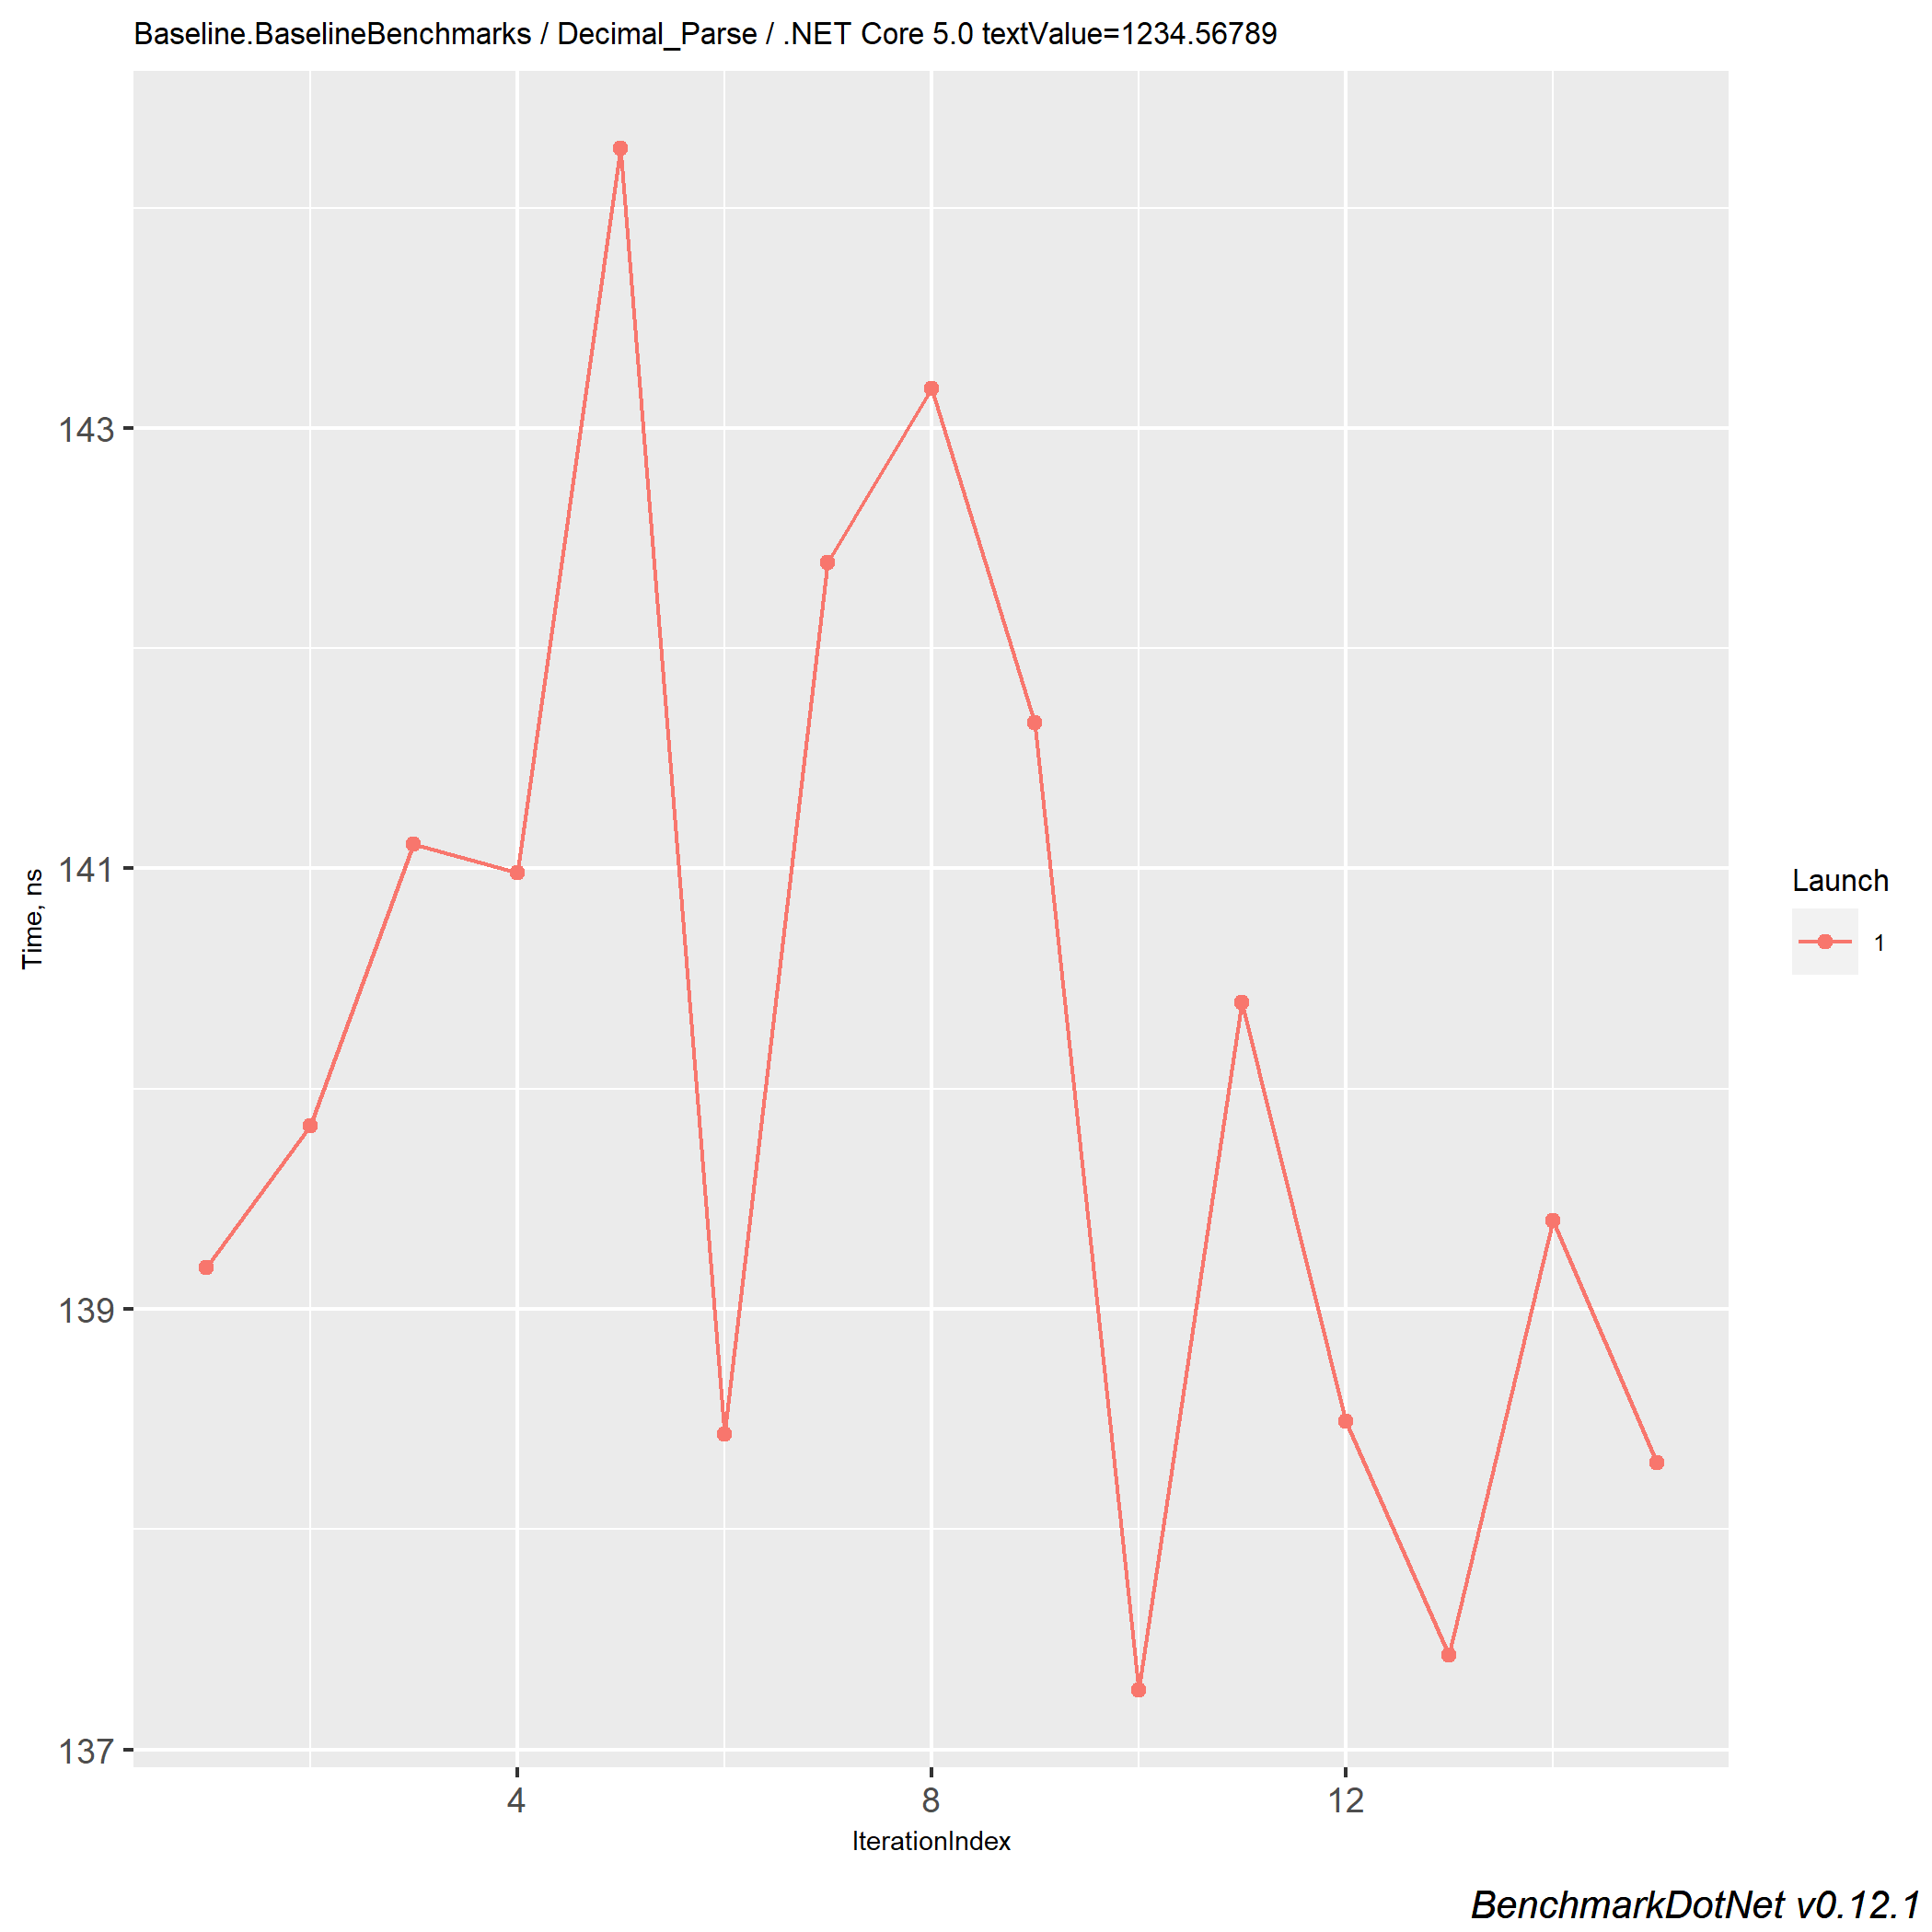 Baseline.BaselineBenchmarks / Decimal_Parse / .NET Core 5.0 textValue=1234.56789
143
141
139
137
Time, ns
4 8 12
IterationIndex
Launch
1
BenchmarkDotNet v0.12.1